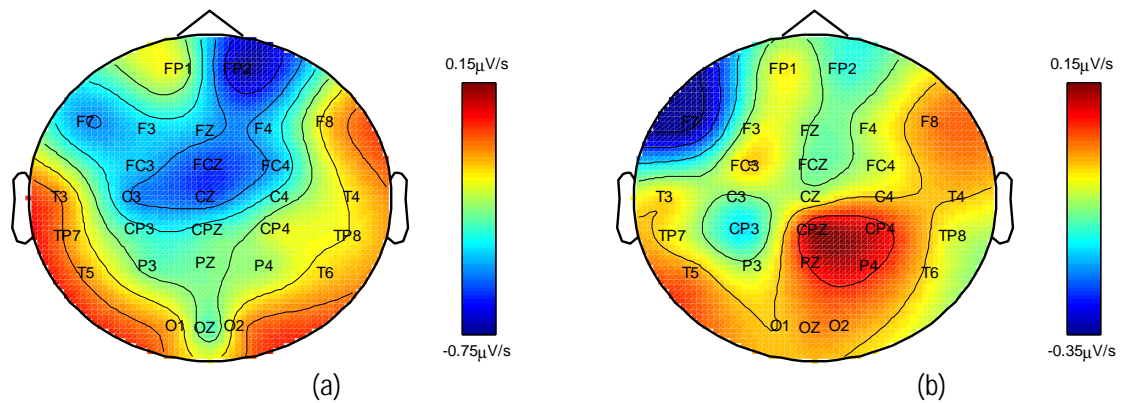 FP1 FP2
F7 F3 FZ F4 F8
FC3 FCZ FC4
T3 C3 CZ C4 T4
TP7 CP3 CPZ CP4 TP8
T5 P3 PZ P4 T6
O1 OZ O2
0.15μV/s
-0.75μV/s
(a)
FP1 FP2
F7 F3 FZ F4 F8
FC3 FCZ FC4
T3 C3 CZ C4 T4
TP7 CP3 CPZ CP4 TP8
T5 P3 PZ P4 T6
O1 OZ O2
0.15μV/s
-0.35μV/s
(b)